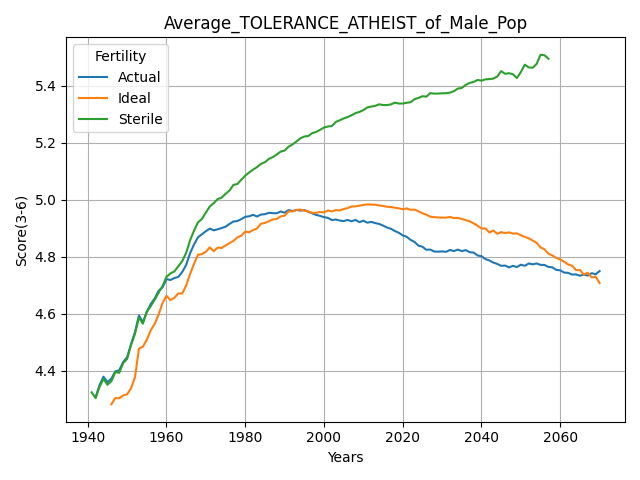 Average_TOLERANCE_ATHEIST_of_Male_Pop
Fertility
Actual
Ideal
Sterile
Score(3-6)
5.4
5.2
5.0
4.8
4.6
4.4
1940 1960 1980 2000 2020 2040 2060
Years